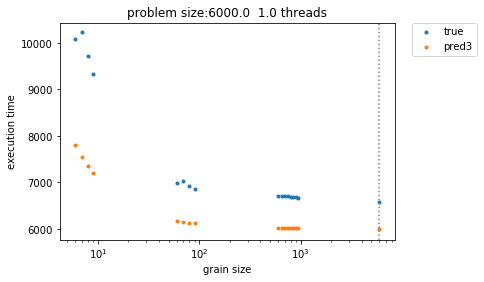 problem size:6000.0  1.0 threads
true
pred3
execution time
10000
9000
8000
7000
6000
10¹
10²
10³
grain size